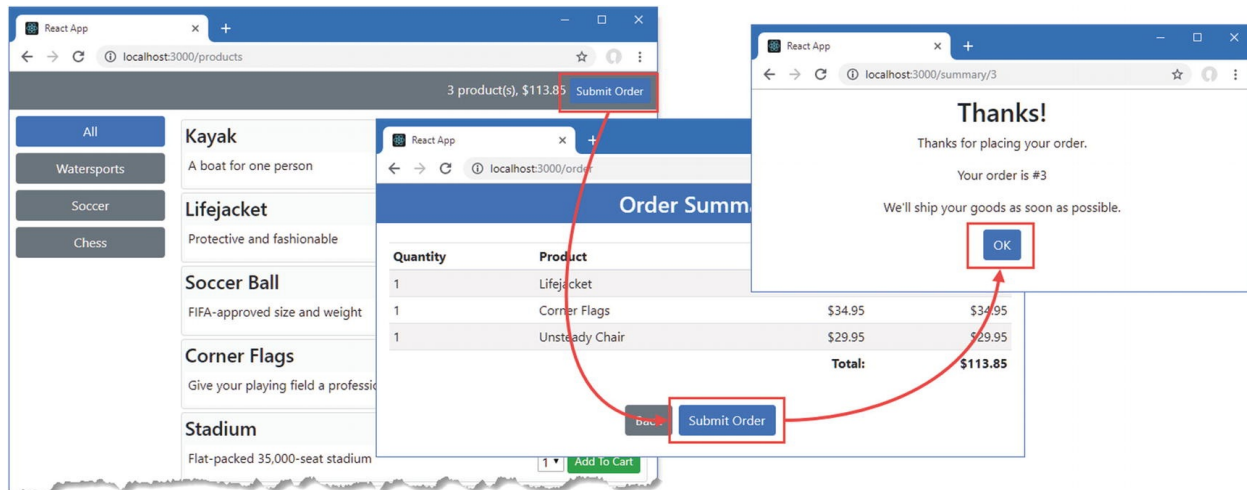 React App
localhost:3000/products
3 product(s), $113.85 Submit Order
All
Watersports
Soccer
Chess
Kayak
A boat for one person
Lifejacket
Protective and fashionable
Soccer Ball
FIFA-approved size and weight
Corner Flags
Give your playing field a
Stadium
Flat-packed 35,000-seat stadium
1 Add To Cart
React App
localhost:3000/order
Order
Quantity Product
1 Lifejacket
1 Corner Flags $34.95 $34.95
1 Unsteady Chair $29.95 $29.95
Total: $113.85
Submit Order
React App
localhost:3000/summary/3
Thanks!
Thanks for placing your order.
Your order is #3
We'll ship your goods as soon as possible.
OK